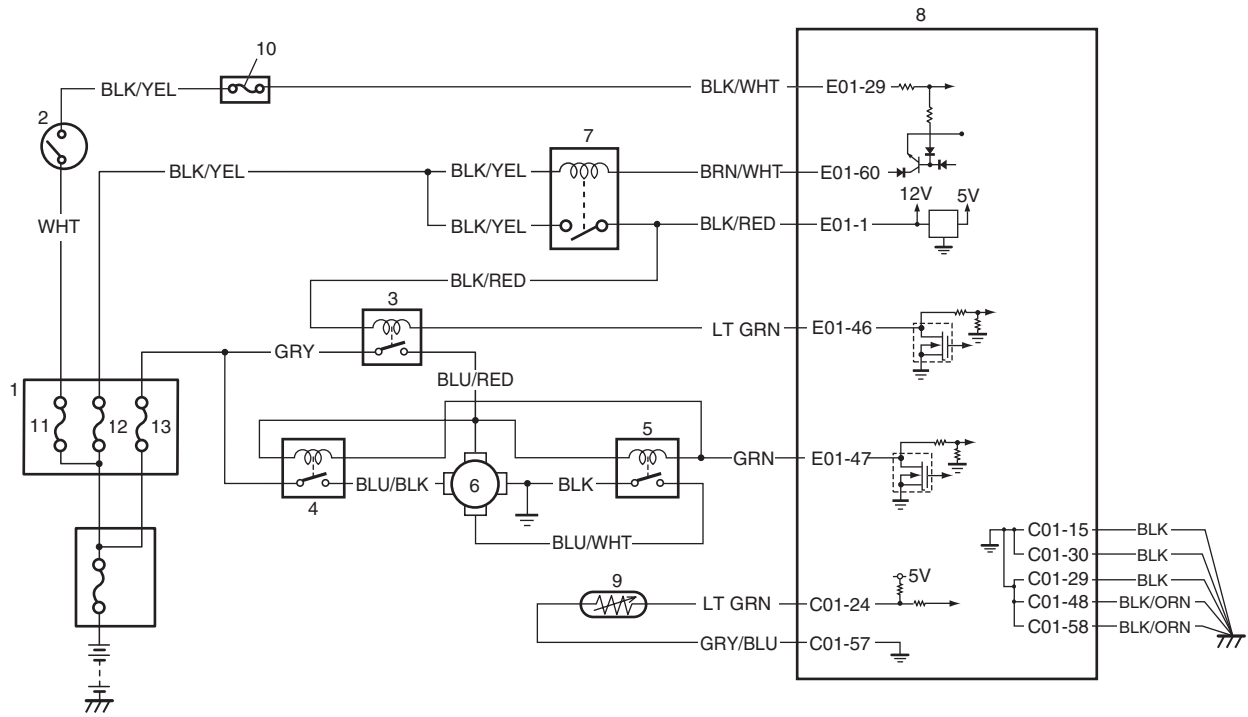 8
10
BLK/YEL
BLK/WHT
E01-29
2
7
BLK/YEL
BLK/YEL
BRN/WHT
E01-60
12V
5V
WHT
BLK/YEL
BLK/RED
E01-1
BLK/RED
3
LT GRN
E01-46
GRY
BLU/RED
1
11
12
13
5
GRN
E01-47
4
BLU/BLK
6
BLK
BLU/WHT
C01-15
BLK
C01-30
BLK
C01-29
BLK
C01-48
BLK/ORN
C01-58
BLK/ORN
9
5V
LT GRN
C01-24
GRY/BLU
C01-57